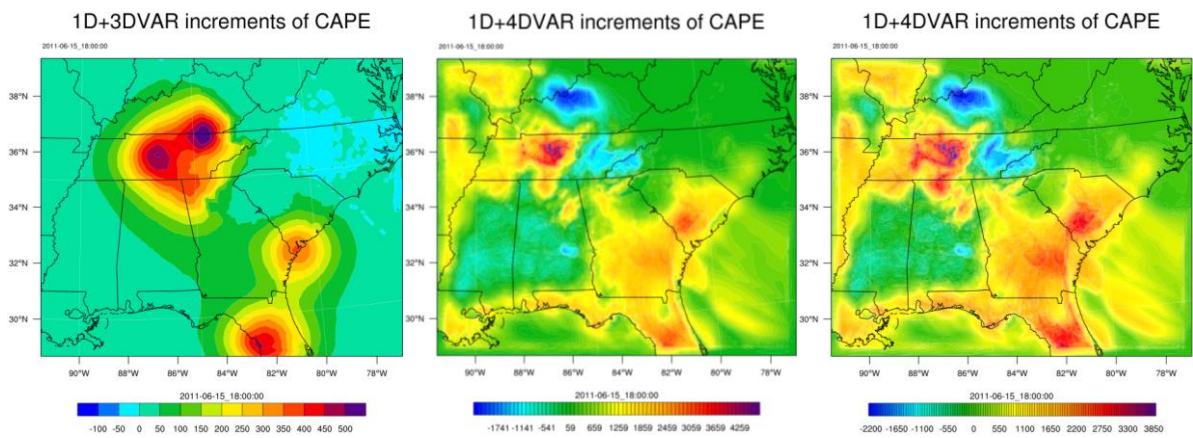 1D+3DVAR increments of CAPE
2011-06-15_18:00:00
38°N
36°N
34°N
32°N
30°N
90°W 88°W 86°W 84°W 82°W 80°W 78°W
2011-06-15_18:00:00
-100 -50 0 50 100 150 200 250 300 350 400 450 500
1D+4DVAR increments of CAPE
2011-06-15_18:00:00
38°N
36°N
34°N
32°N
30°N
90°W 88°W 86°W 84°W 82°W 80°W 78°W
2011-06-15_18:00:00
-1741 -1141 -541 59 659 1259 1859 2459 3059 3659 4259
1D+4DVAR increments of CAPE
2011-06-15_18:00:00
38°N
36°N
34°N
32°N
30°N
90°W 88°W 86°W 84°W 82°W 80°W 78°W
2011-06-15_18:00:00
-2200 -1650 -1100 -550 0 550 1100 1650 2200 2750 3300 3850